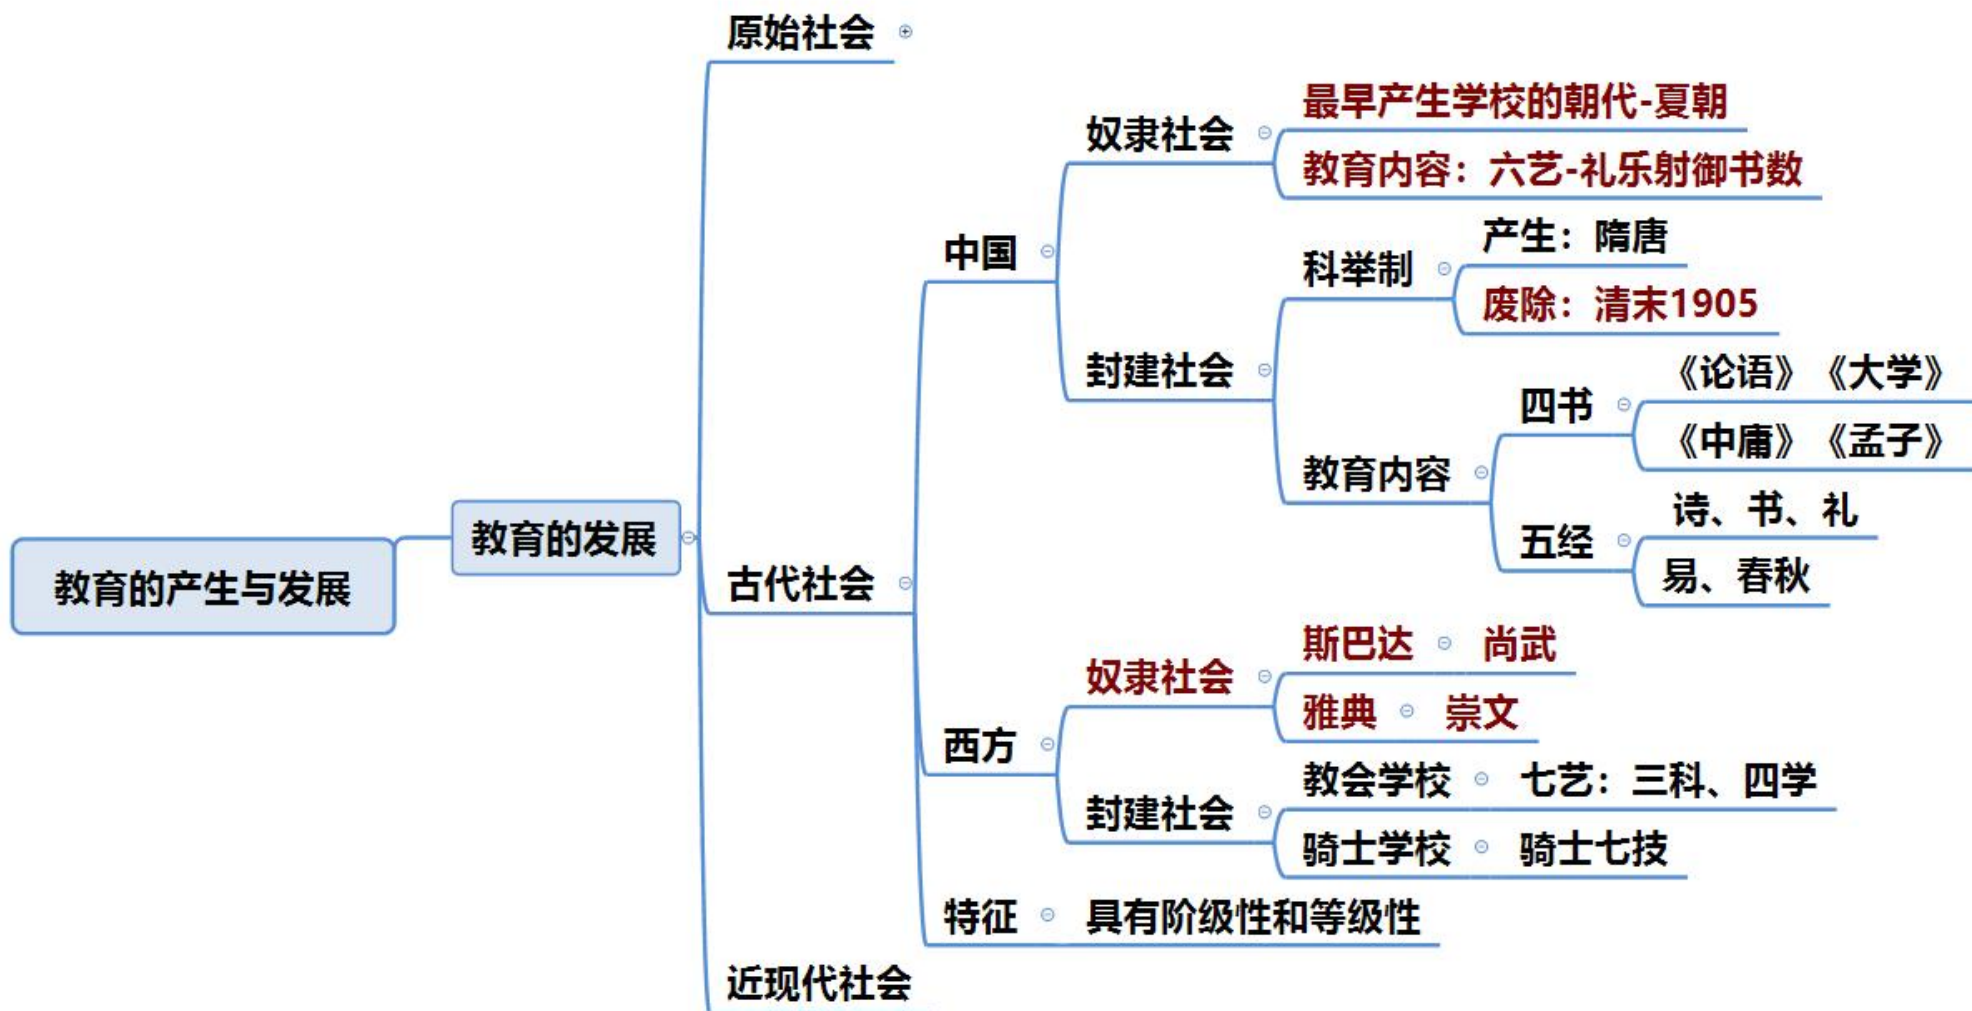 原始社会
最早产生学校的朝代-夏朝
奴隶社会
教育内容：六艺-礼乐射御书数
产生：隋唐
中国
科举制
废除：清末1905
封建社会
《论语》《大学》
四书
《中庸》《孟子》
教育内容
诗、书、礼
教育的发展
五经
教育的产生与发展
古代社会
易、春秋
斯巴达
尚武
奴隶社会
雅典
崇文
西方
教会学校
七艺：三科、四学
封建社会
骑士学校
骑士七技
特征
具有阶级性和等级性
近现代社会